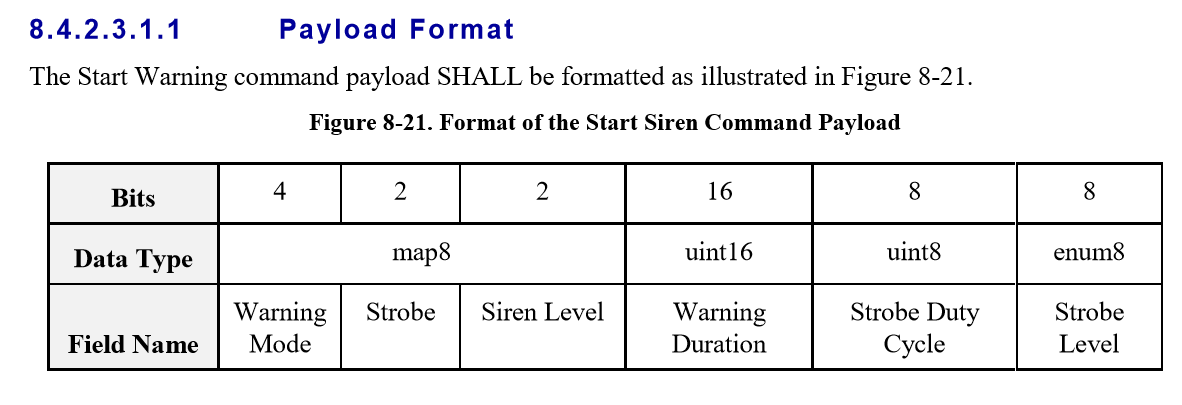 8.4.2.3.1.1 Payload Format
The Start Warning command payload SHALL be formatted as illustrated in Figure 8-21.
Figure 8-21. Format of the Start Siren Command Payload
Bits 4 2 2 16 8 8
Data Type map8 uint16 uint8 enum8
Field Name Warning Mode Strobe Siren Level Warning Duration Strobe Duty Cycle Strobe Level